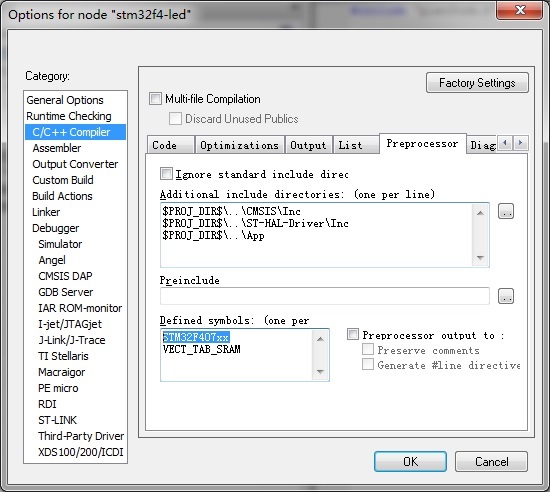 Options for node "stm32f4-led"
Category:
General Options
Runtime Checking
C/C++ Compiler
Assembler
Output Converter
Custom Build
Build Actions
Linker
Debugger
Simulator
Angel
CMSIS DAP
GDB Server
IAR ROM-monitor
I-jet/JTAGjet
J-Link/J-Trace
TI Stellaris
Macraigor
PE micro
RDI
ST-LINK
Third-Party Driver
XDS100/200/ICDI
Factory Settings
Multi-file Compilation
Discard Unused Publics
Code Optimizations Output List Preprocessor Diag
Ignore standard include direc
Additional include directories: (one per line)
$PROJ_DIR$\..\CMSIS\Inc
$PROJ_DIR$\..\ST-HAL-Driver\Inc
$PROJ_DIR$\..\App
Preinclude
Defined symbols: (one per
STM32F407xx
VECT_TAB_SRAM
Preprocessor output to :
Preserve comments
Generate #line directive
OK Cancel